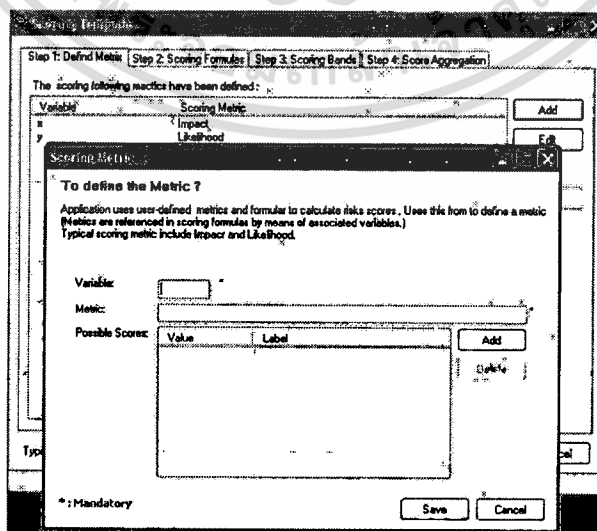 Scoring Template
Step 1: Defind Metric Step 2: Scoring Formulas Step 3: Scoring Bands Step 4: Score Aggregation
The scoring following mactics have been defined :
Variable Scoring Metric Add
x Impact Edit
y Likelihood
Scoring Metric
To define the Metric ?
Application uses user-defined metrics and formular to calculate risks scores . Uses this from to define a metric
(Metrics are referenced in scoring formulas by means of associated variables.)
Typical scoring metric include Impact and Likelihood.
Variable: *
Metric: *
Possible Scores: Value Label Add
Delete
Typ
cel
* : Mandatory Save Cancel